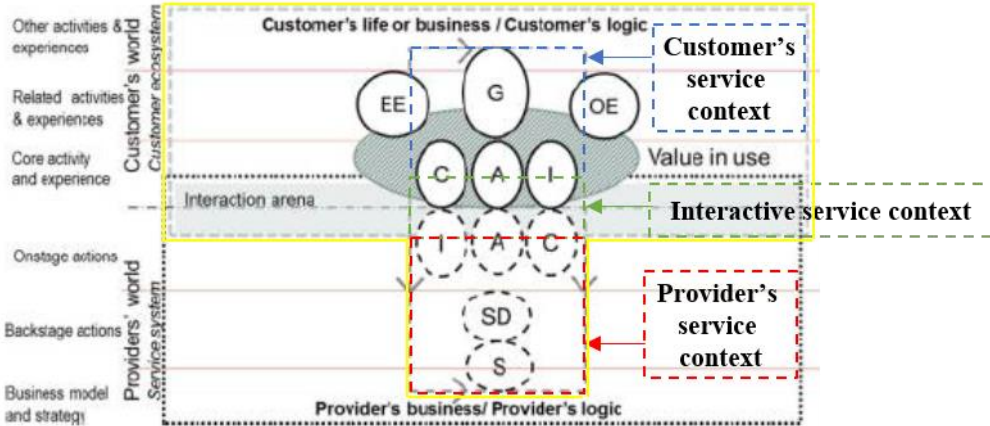 Other activities &
experiences
Customer's life or business / Customer's logic
Customer's
service
context
Customer's world
Customer ecosystem
Related activities
& experiences
EE
G
OE
Core activity
and experience
C
A
I
Value in use
Interaction arena
Interactive service context
I
A
C
Onstage actions
Providers' world
Service system
Provider's
service
context
Backstage actions
SD
S
Business model
and strategy
Provider's business/ Provider's logic